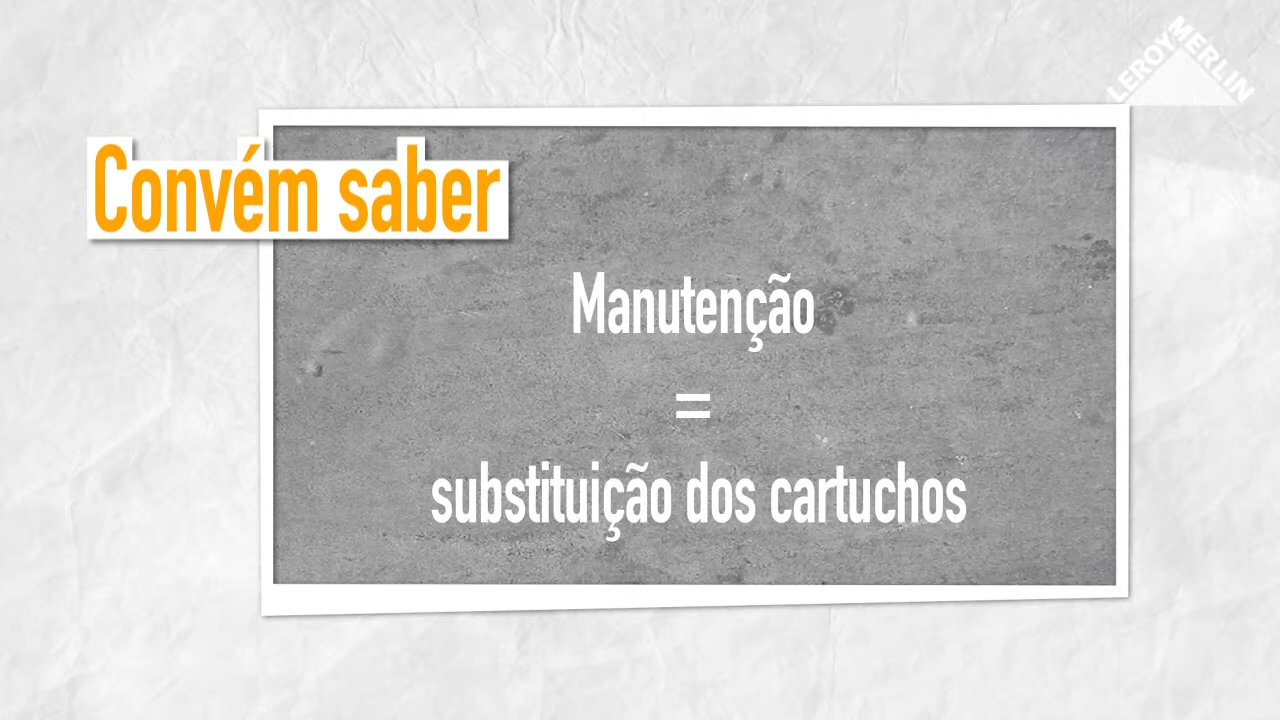 LEROY MERLIN
Convém saber
Manutenção
=
substituição dos cartuchos